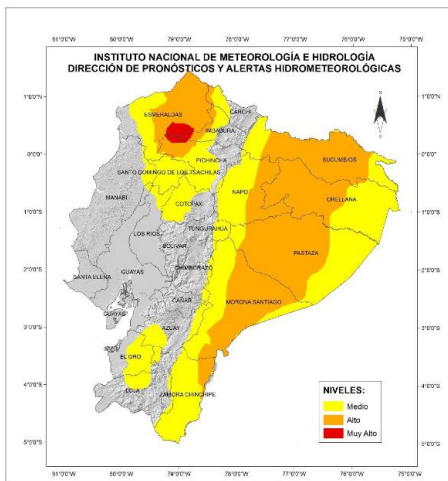 81°0'0"W 80°0'0"W 79°0'0"W 78°0'0"W 77°0'0"W 76°0'0"W 75°0'0"W
INSTITUTO NACIONAL DE METEOROLOGÍA E HIDROLOGÍA
DIRECCIÓN DE PRONÓSTICOS Y ALERTAS HIDROMETEOROLÓGICAS
1°0'0"N 1°0'0"N
ESMERALDAS
CARCHI
IMBABURA
0°0'0" 0°0'0"
PICHINCHA
SUCUMBIOS
SANTO DOMINGO DE LOS TSACHILAS
NAPO
ORELLANA
MANABI
COTOPAXI
1°0'0"S 1°0'0"S
TUNGURAHUA
LOS RIOS
BOLIVAR
PASTAZA
GUAYAS
CHIMBORAZO
2°0'0"S 2°0'0"S
SANTA ELENA
CAÑAR
MORONA SANTIAGO
GUAYAS
3°0'0"S 3°0'0"S
AZUAY
EL ORO
4°0'0"S 4°0'0"S
LOJA
ZAMORA CHINCHIPE
NIVELES:
Medio
Alto
Muy Alto
5°0'0"S 5°0'0"S
81°0'0"W 80°0'0"W 79°0'0"W 78°0'0"W 77°0'0"W 76°0'0"W 75°0'0"W